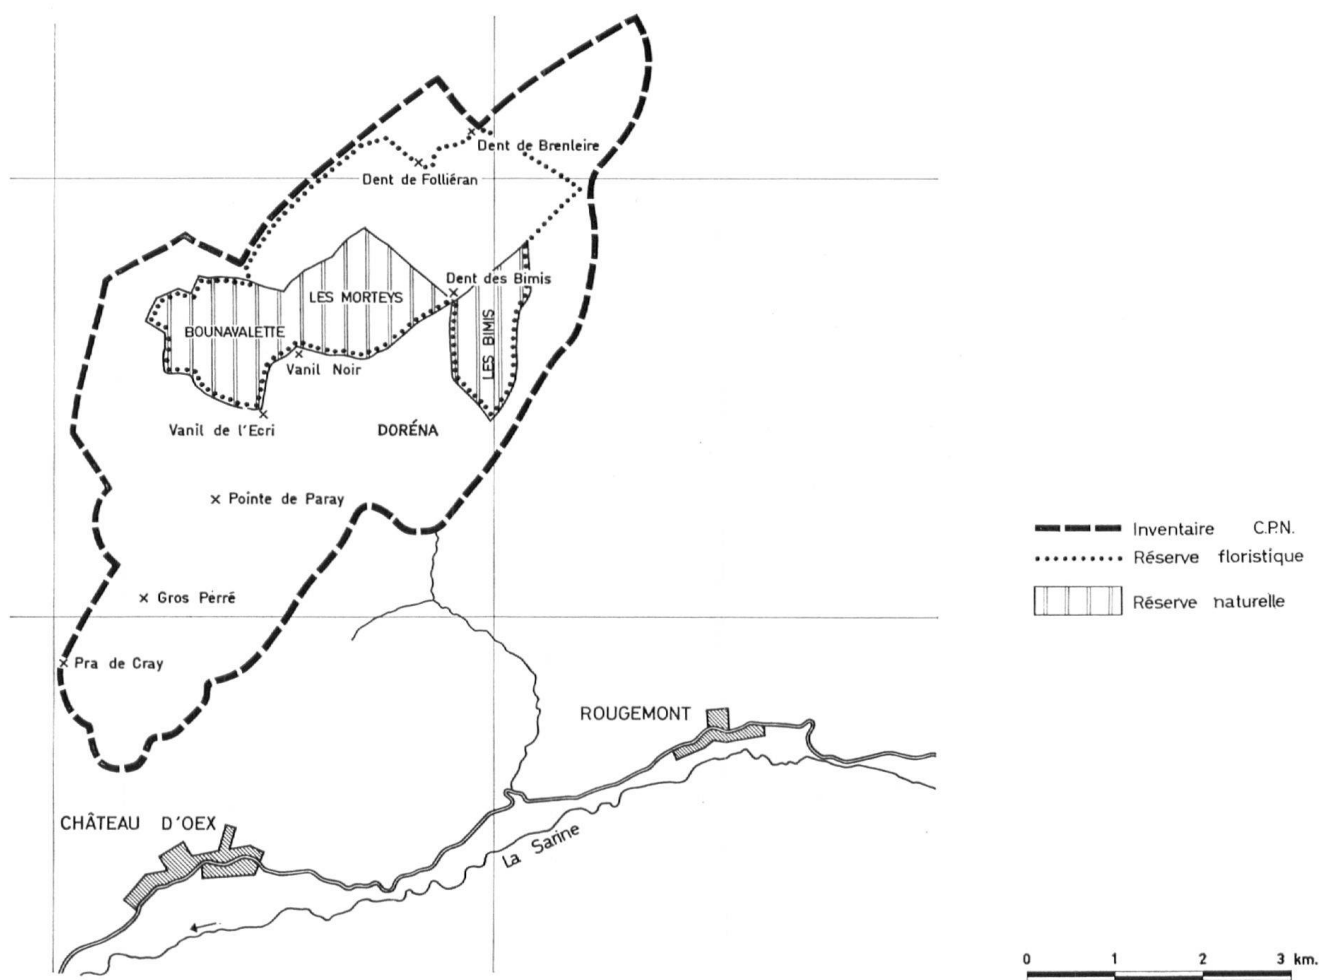 Dent de Brenleire
Dent de Folliéran
Dent des Bimis
LES MORTEYS
BOUNAVALETTE
LES BIMIS
Vanil Noir
Vanil de l'Ecri
DORÉNA
Pointe de Paray
Inventaire C.P.N.
Réserve floristique
Réserve naturelle
Gros Perré
Pra de Cray
ROUGEMONT
CHÂTEAU D'OEX
La Sarine
0 1 2 3 km.